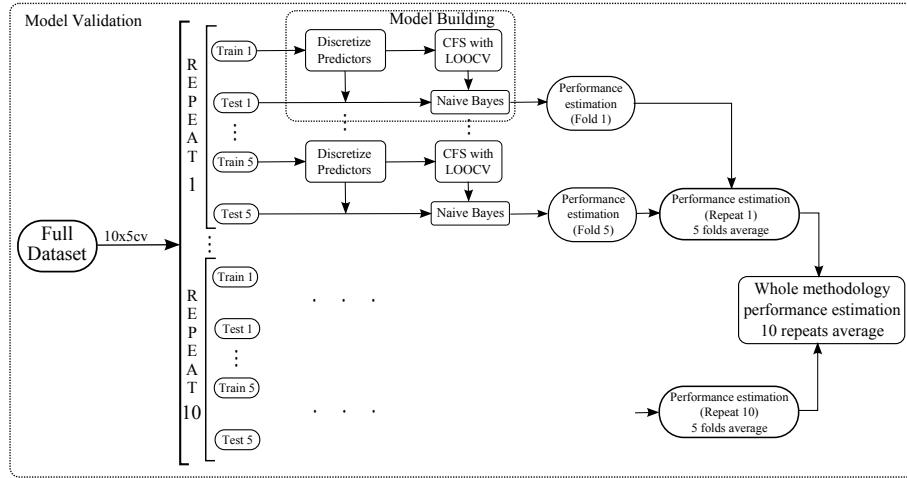 Model Validation
Model Building
REPEAT
1
Train 1
Discretize
Predictors
CFS with
LOOCV
Test 1
Naive Bayes
Performance
estimation
(Fold 1)
Train 5
Discretize
Predictors
CFS with
LOOCV
Test 5
Naive Bayes
Performance
estimation
(Fold 5)
Performance estimation
(Repeat 1)
5 folds average
Full
Dataset
10x5cv
REPEAT
10
Train 1
Test 1
Train 5
Test 5
Whole methodology
performance estimation
10 repeats average
Performance estimation
(Repeat 10)
5 folds average